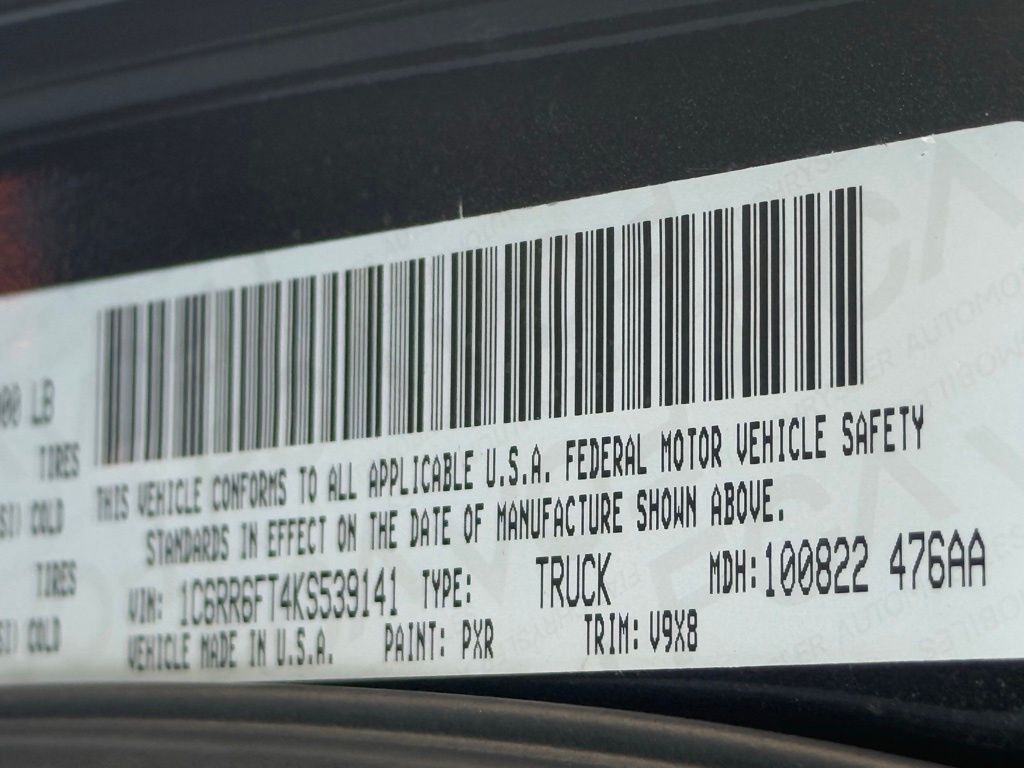 00 LB
TIRES
THIS VEHICLE CONFORMS TO ALL APPLICABLE U.S.A. FEDERAL MOTOR VEHICLE SAFETY
SI) COLD
STANDARDS IN EFFECT ON THE DATE OF MANUFACTURE SHOWN ABOVE.
TIRES
VIN: 1C6RR6FT4KS539141 TYPE: TRUCK MDH:100822 476AA
SI) COLD
VEHICLE MADE IN U.S.A. PAINT: PXR TRIM: V9X8